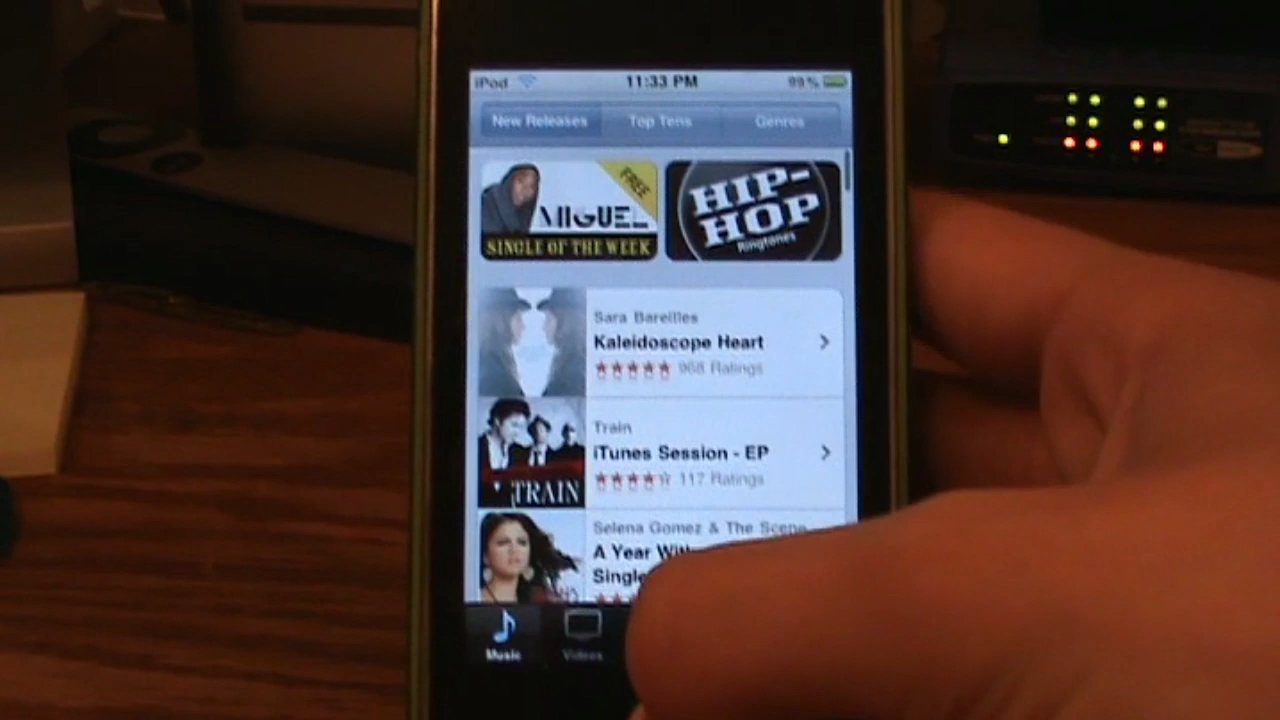 iPod 11:33 PM 99%
New Releases Top Tens Genres
FREE
MIGUEL
SINGLE OF THE WEEK
HIP-
HOP
Ringtones
Sara Bareilles
Kaleidoscope Heart
968 Ratings
Train
iTunes Session - EP
117 Ratings
TRAIN
Selena Gomez & The Scene
A Year
Single
Music Videos